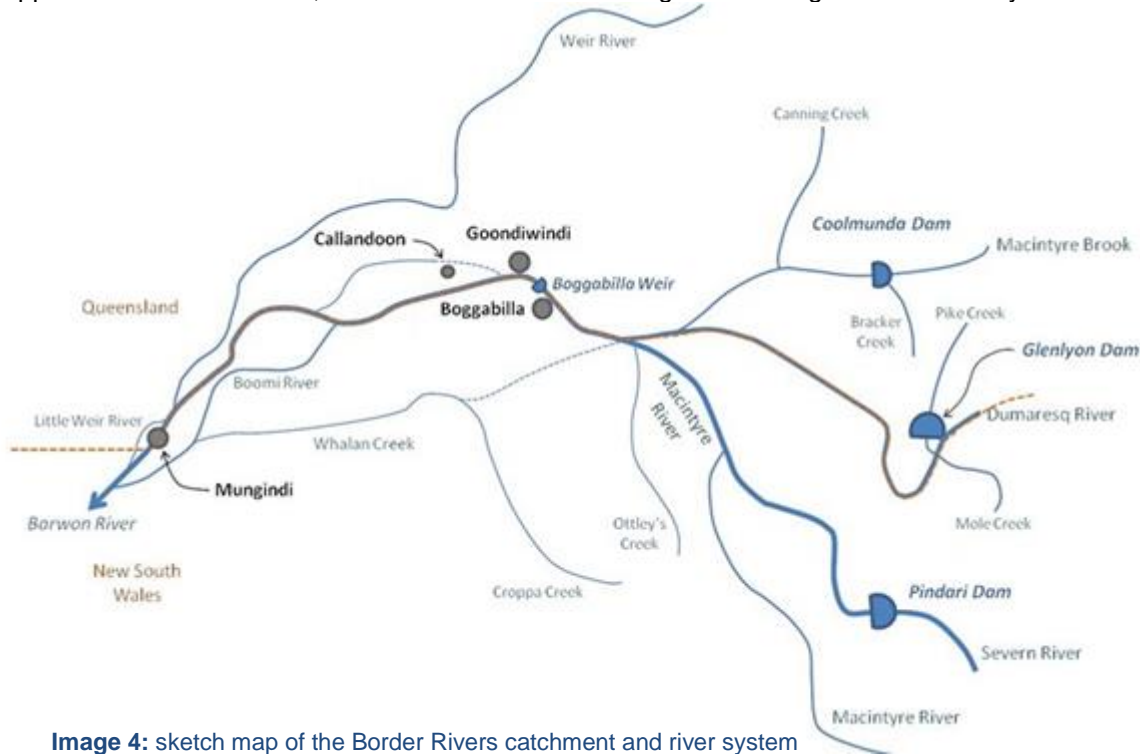 Weir River
Canning Creek
Coolmunda Dam
Macintyre Brook
Callandoon
Goondiwindi
Boggabilla Weir
Queensland
Boggabilla
Bracker
Creek
Pike Creek
Glenlyon Dam
Boomi River
Macintyre
River
Dumaresq River
Little Weir River
Whalan Creek
Mungindi
Barwon River
Ottley's
Creek
Mole Creek
New South
Wales
Croppa Creek
Pindari Dam
Severn River
Macintyre River
Image 4: sketch map of the Border Rivers catchment and river system